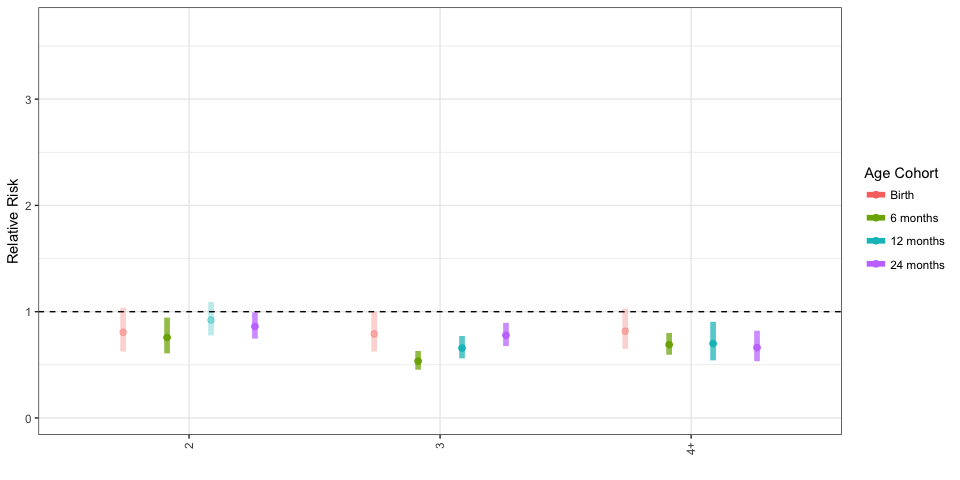 Relative Risk
3
2
1
0
2
3
4+
Age Cohort
Birth
6 months
12 months
24 months